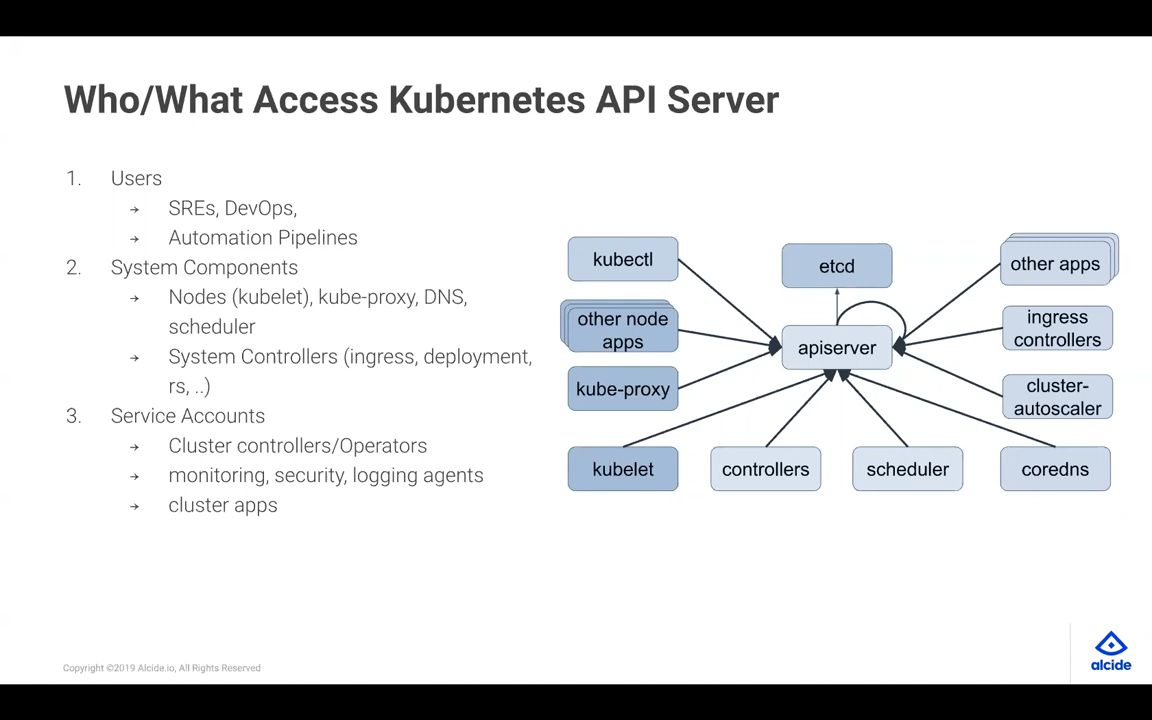 Who/What Access Kubernetes API Server
1. Users
→ SREs, DevOps,
→ Automation Pipelines
2. System Components
→ Nodes (kubelet), kube-proxy, DNS,
scheduler
→ System Controllers (ingress, deployment,
rs, ..)
3. Service Accounts
→ Cluster controllers/Operators
→ monitoring, security, logging agents
→ cluster apps
kubectl
etcd
other apps
other node
apps
apiserver
ingress
controllers
kube-proxy
cluster-
autoscaler
kubelet
controllers
scheduler
coredns
Copyright ©2019 Alcide.io, All Rights Reserved
alcide